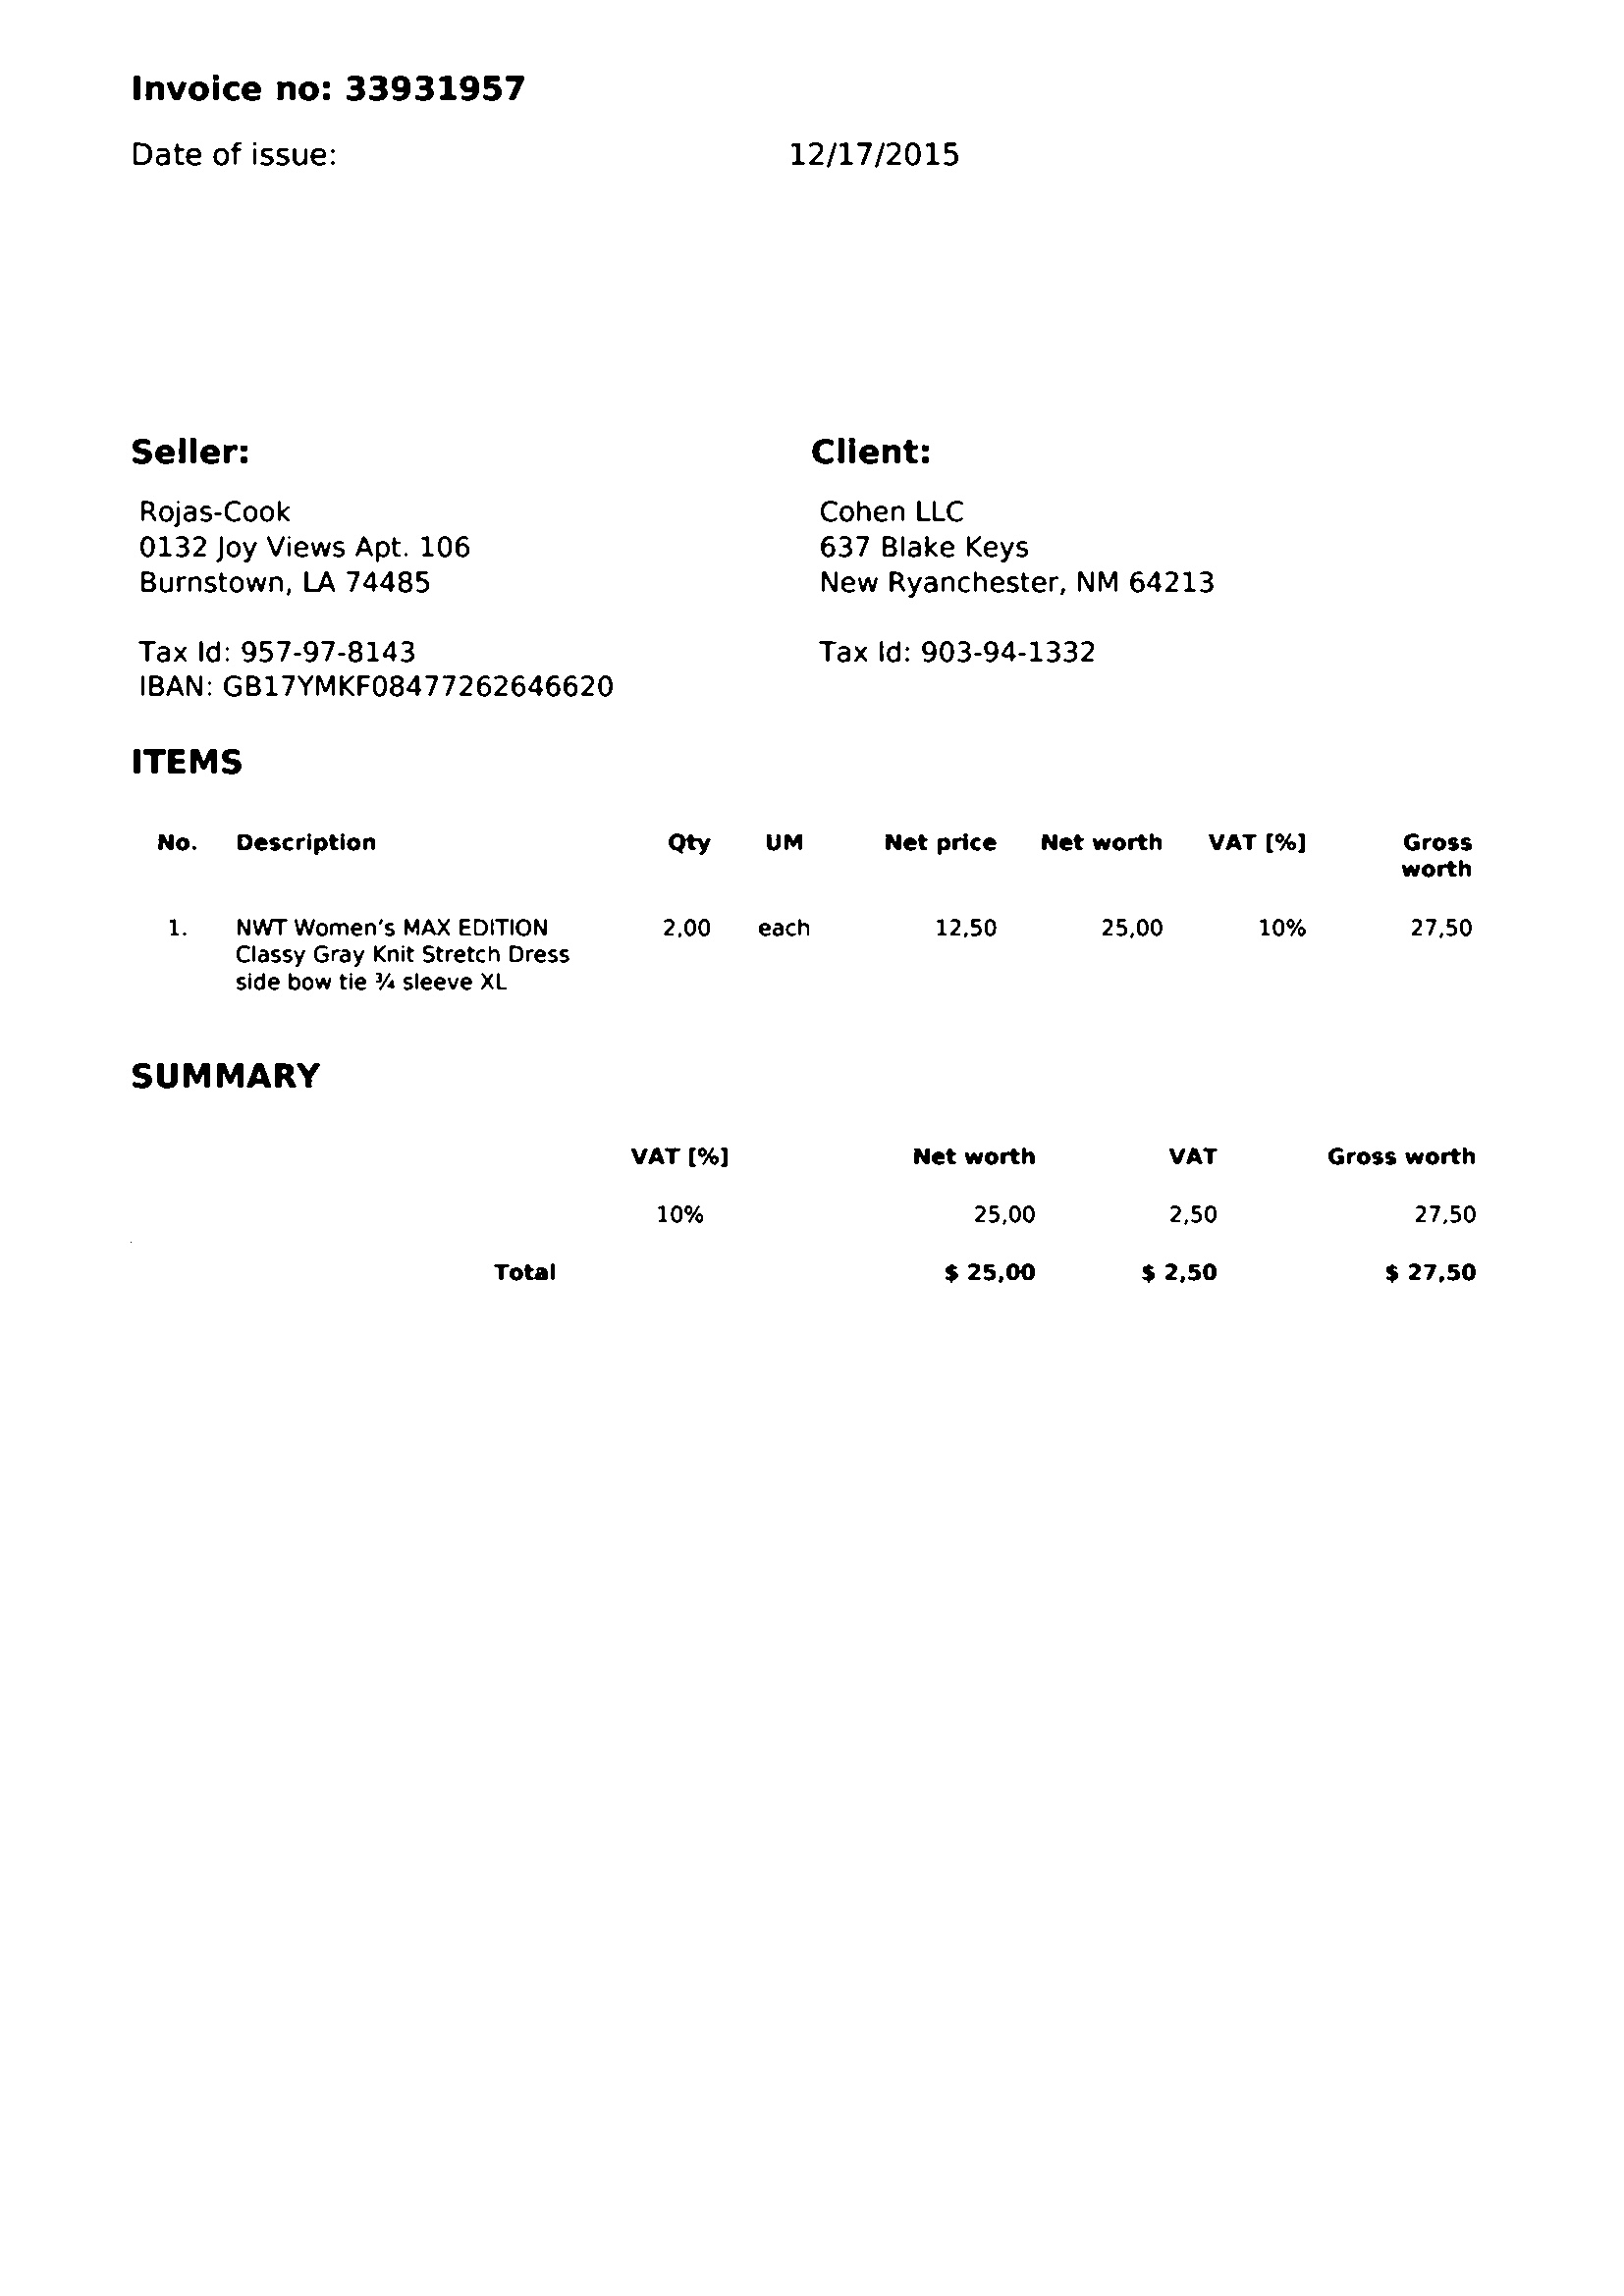 Invoice no: 33931957
Date of issue: 12/17/2015
Seller:
Rojas-Cook
0132 Joy Views Apt. 106
Burnstown, LA 74485
Tax Id: 957-97-8143
IBAN: GB17YMKF08477262646620
Client:
Cohen LLC
637 Blake Keys
New Ryanchester, NM 64213
Tax Id: 903-94-1332
ITEMS
No. Description Qty UM Net price Net worth VAT [%] Gross
worth
1. NWT Women's MAX EDITION 2,00 each 12,50 25,00 10% 27,50
Classy Gray Knit Stretch Dress
side bow tie ¾ sleeve XL
SUMMARY
VAT [%] Net worth VAT Gross worth
10% 25,00 2,50 27,50
Total $ 25,00 $ 2,50 $ 27,50